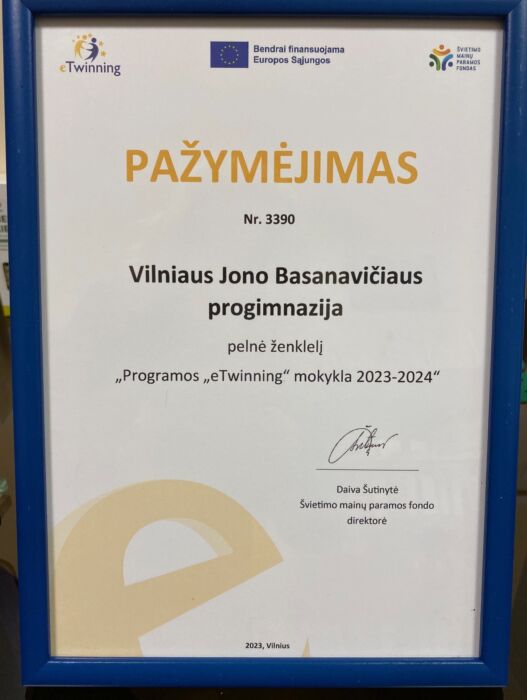 eTwinning
Bendrai finansuojama
Europos Sąjungos
ŠVIETIMO
MAINŲ
PARAMOS
FONDAS
PAŽYMĖJIMAS
Nr. 3390
Vilniaus Jono Basanavičiaus
progimnazija
pelnė ženklelį
„Programos „eTwinning“ mokykla 2023-2024“
Daiva Šutinytė
Švietimo mainų paramos fondo
direktorė
2023, Vilnius